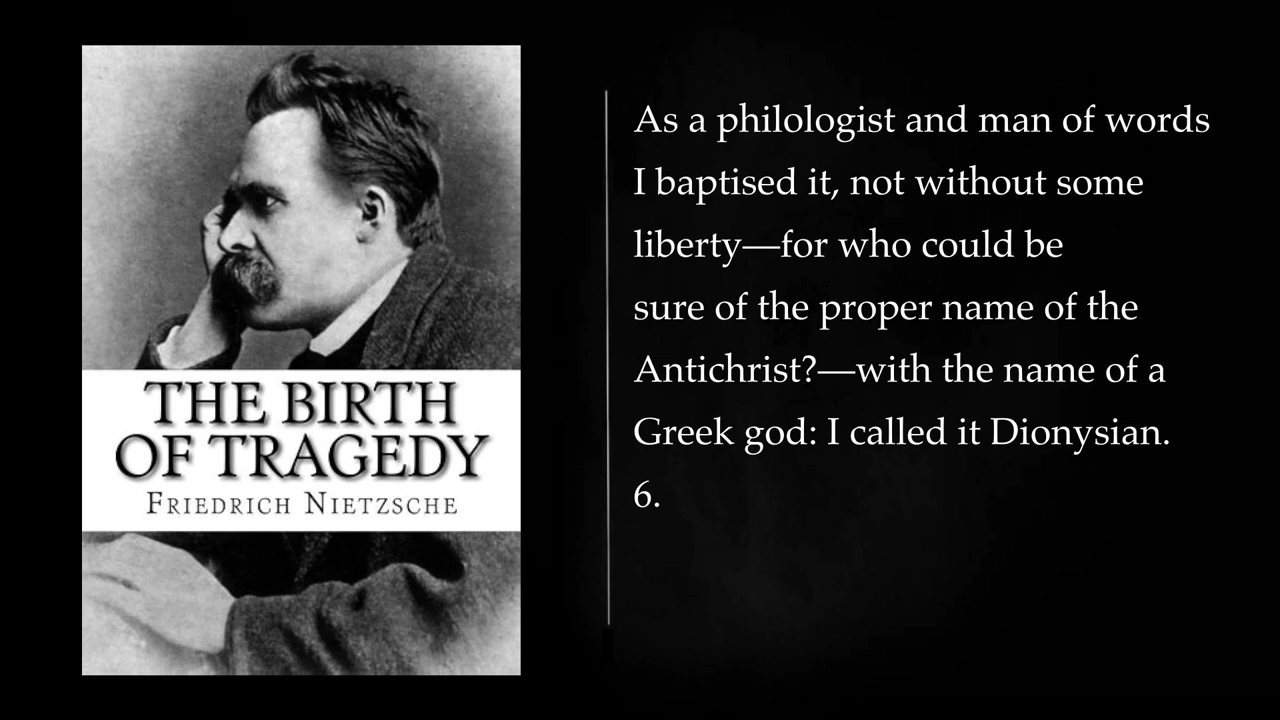 THE BIRTH
OF TRAGEDY
FRIEDRICH NIETZSCHE
As a philologist and man of words
I baptised it, not without some
liberty—for who could be
sure of the proper name of the
Antichrist?—with the name of a
Greek god: I called it Dionysian.
6.